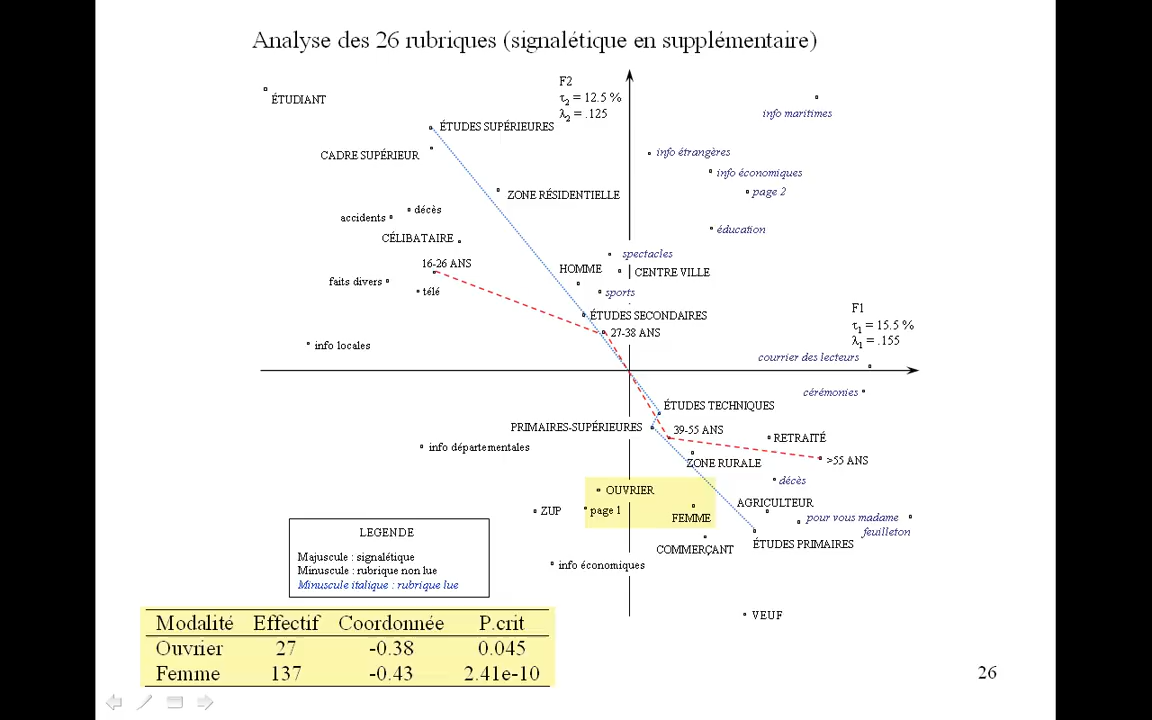 Analyse des 26 rubriques (signalétique en supplémentaire)
F2
τ2 = 12.5 %
λ2 = .125
ÉTUDIANT
info maritimes
ÉTUDES SUPÉRIEURES
CADRE SUPÉRIEUR
info étrangères
info économiques
ZONE RÉSIDENTIELLE
page 2
décès
accidents
éducation
CÉLIBATAIRE
spectacles
16-26 ANS
HOMME
CENTRE VILLE
faits divers
télé
sports
F1
τ1 = 15.5 %
λ1 = .155
ÉTUDES SECONDAIRES
27-38 ANS
info locales
courrier des lecteurs
cérémonies
ÉTUDES TECHNIQUES
PRIMAIRES-SUPÉRIEURES
39-55 ANS
RETRAITÉ
info départementales
>55 ANS
ZONE RURALE
décès
OUVRIER
AGRICULTEUR
ZUP
page 1
FEMME
pour vous madame
feuilleton
COMMERÇANT
ÉTUDES PRIMAIRES
info économiques
VEUF
LEGENDE
Majuscule : signalétique
Minuscule : rubrique non lue
Minuscule italique : rubrique lue
Modalité Effectif Coordonnée P.crit
Ouvrier 27 -0.38 0.045
Femme 137 -0.43 2.41e-10
26